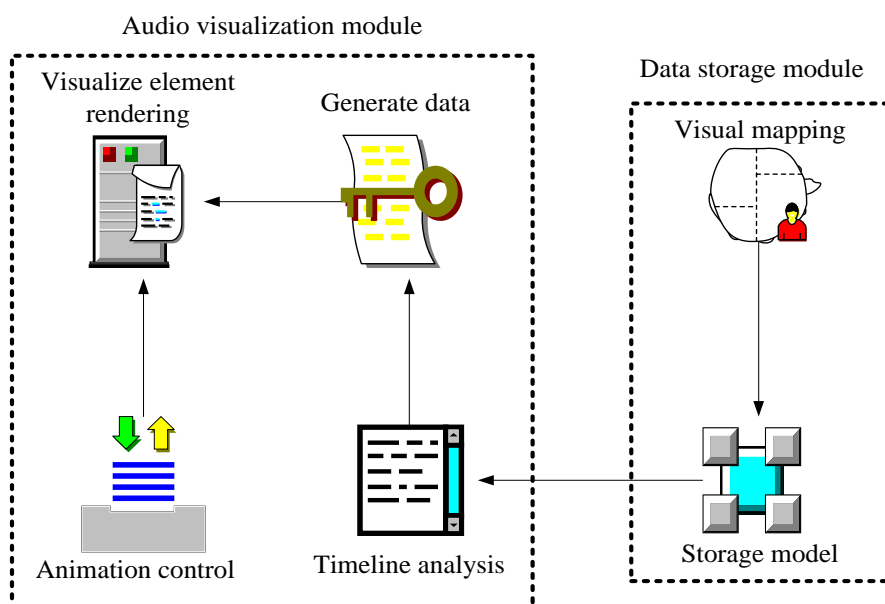 Audio visualization module
Visualize element
rendering
Generate data
Animation control
Timeline analysis
Data storage module
Visual mapping
Storage model